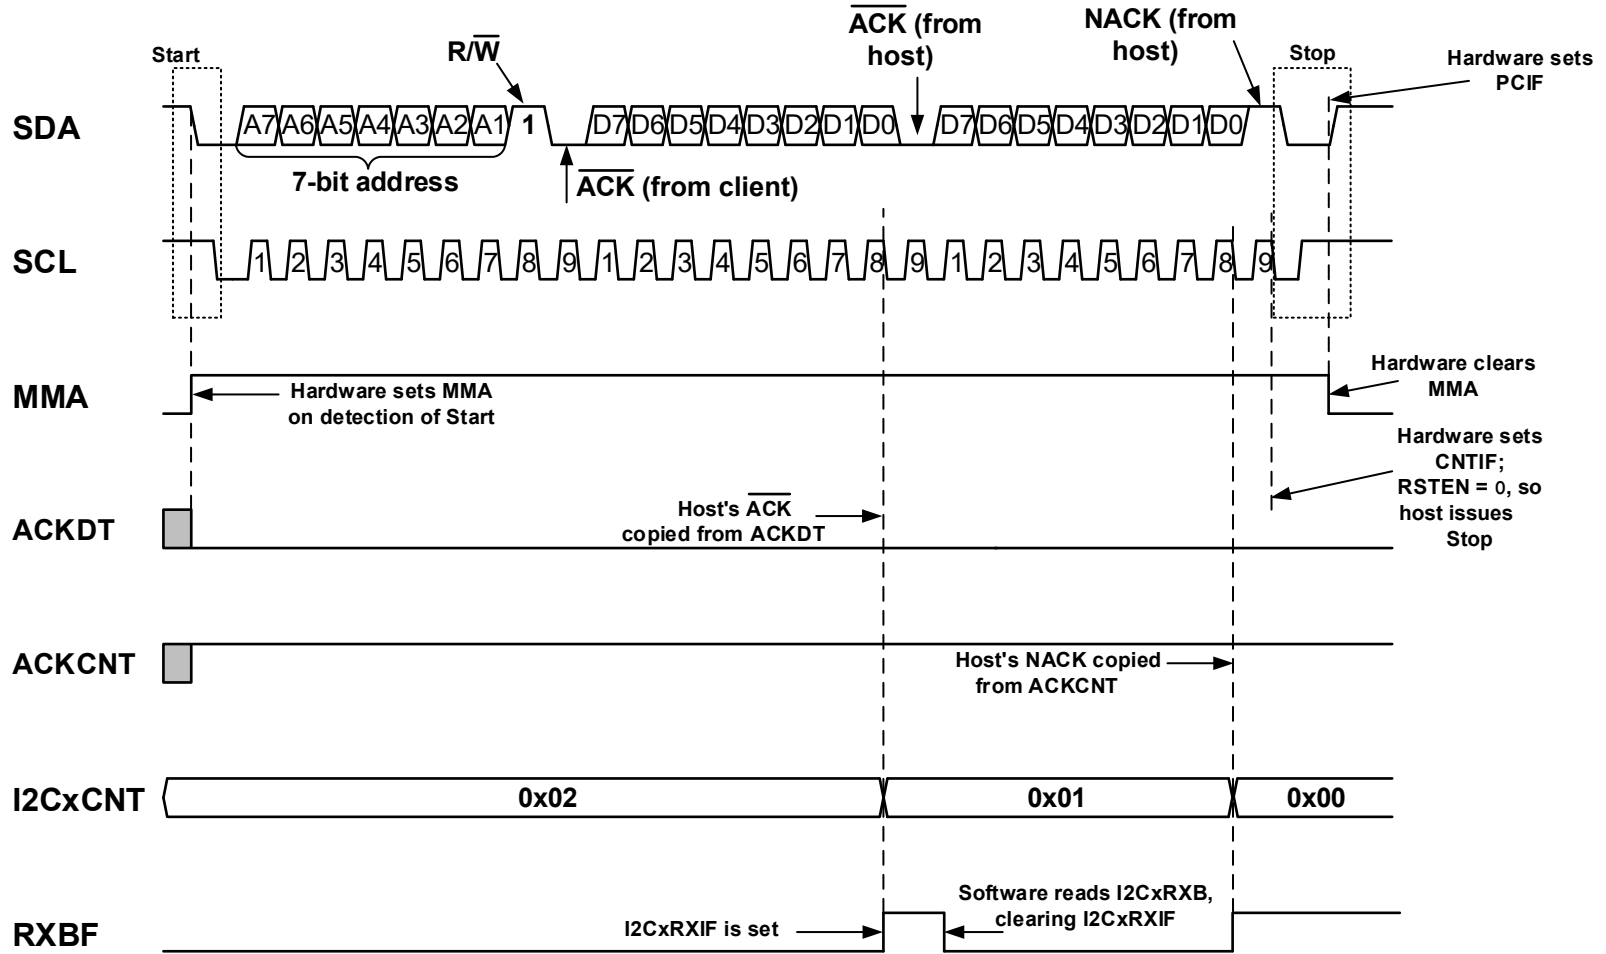 ACK (from
host)
NACK (from
host)
Start
R/W
Stop
Hardware sets
PCIF
SDA
A7 A6 A5 A4 A3 A2 A1 1 D7 D6 D5 D4 D3 D2 D1 D0 D7 D6 D5 D4 D3 D2 D1 D0
7-bit address
ACK (from client)
SCL
1 2 3 4 5 6 7 8 9 1 2 3 4 5 6 7 8 9 1 2 3 4 5 6 7 8 9
MMA
Hardware sets MMA
on detection of Start
Hardware clears
MMA
Hardware sets
CNTIF;
RSTEN = 0, so
host issues
Stop
ACKDT
Host's ACK
copied from ACKDT
ACKCNT
Host's NACK copied
from ACKCNT
I2CxCNT
0x02 0x01 0x00
RXBF
I2CxRXIF is set
Software reads I2CxRXB,
clearing I2CxRXIF